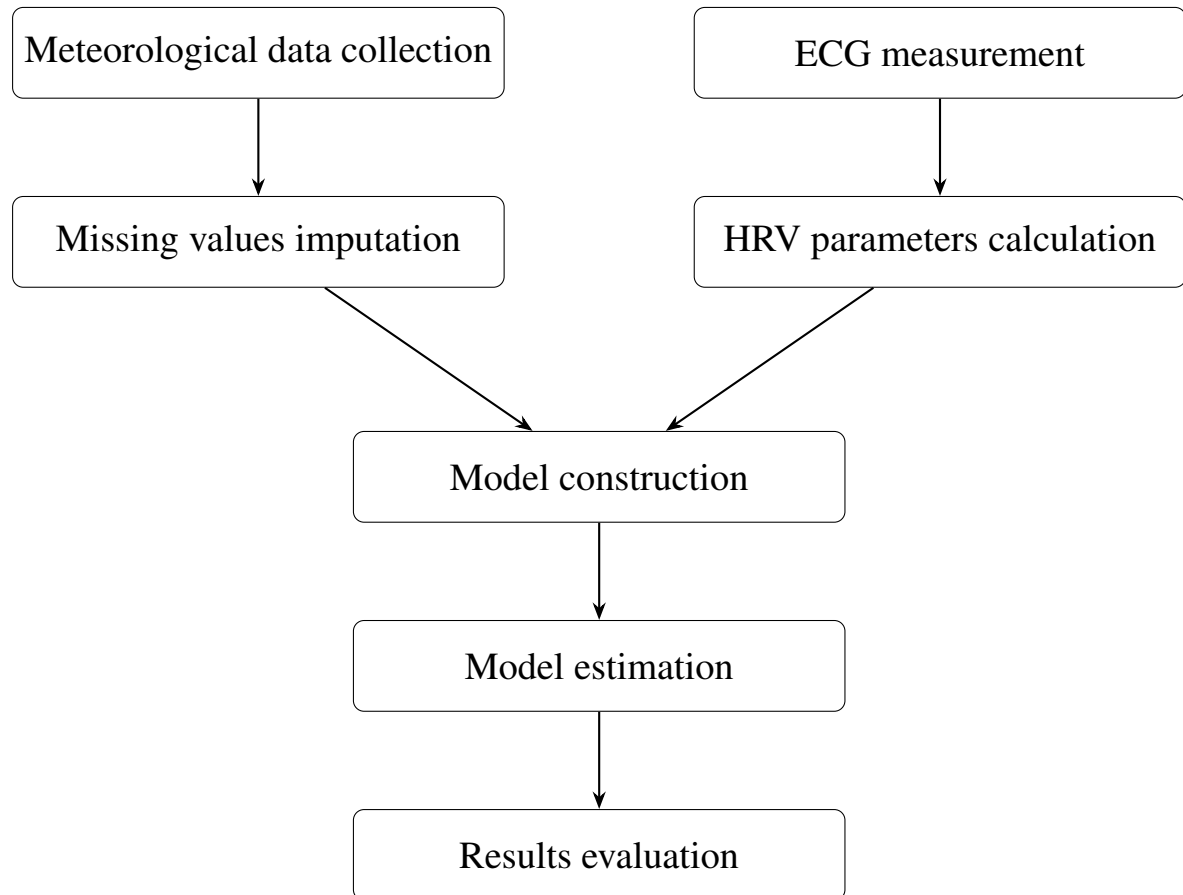 Meteorological data collection
ECG measurement
Missing values imputation
HRV parameters calculation
Model construction
Model estimation
Results evaluation